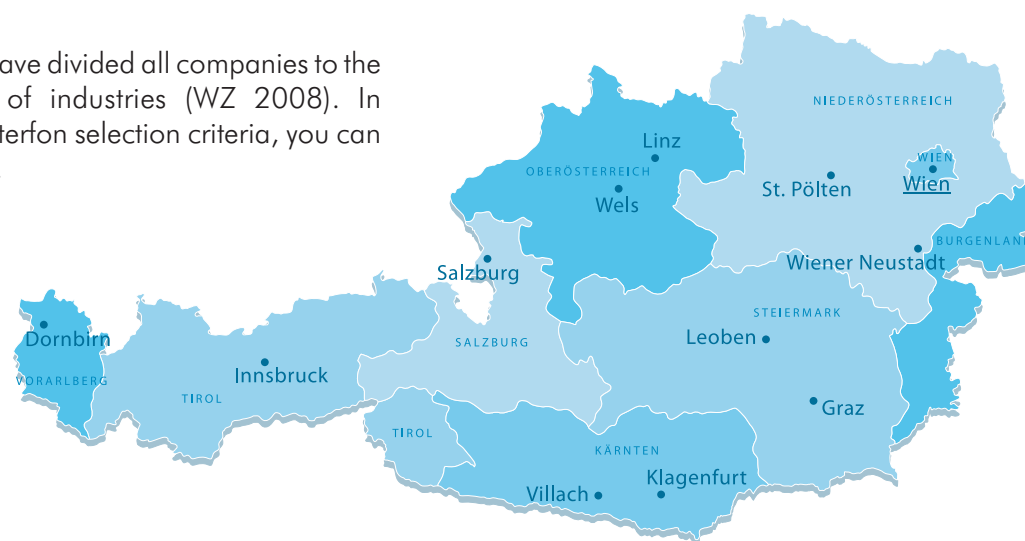 ave divided all companies to the
of industries (WZ 2008). In
terfon selection criteria, you can
NIEDERÖSTERREICH
Linz
WIEN
OBERÖSTERREICH
St. Pölten
Wien
Wels
BURGENLAND
Wiener Neustadt
Salzburg
STEIERMARK
Dornbirn
Leoben
SALZBURG
Innsbruck
VORARLBERG
TIROL
Graz
TIROL
KÄRNTEN
Klagenfurt
Villach